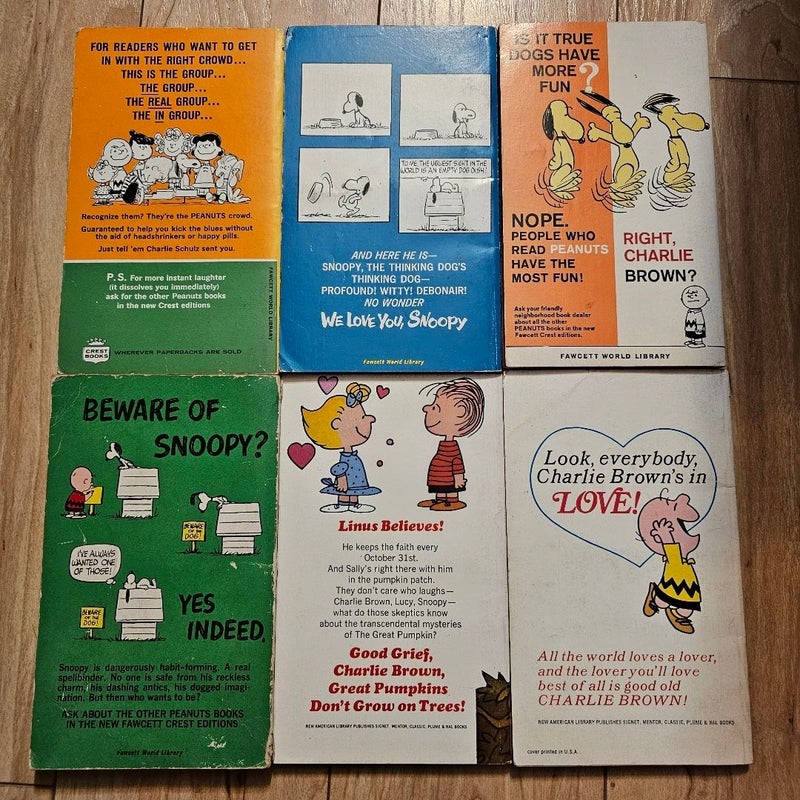 FOR READERS WHO WANT TO GET
IN WITH THE RIGHT CROWD...
THIS IS THE GROUP...
THE GROUP...
THE REAL GROUP...
THE IN GROUP...
Recognize them? They're the PEANUTS crowd.
Guaranteed to help you kick the blues without
the aid of headshrinkers or happy pills.
Just tell 'em Charlie Schulz sent you.
P.S. For more instant laughter
(it dissolves you immediately)
ask for the other Peanuts books
in the new Crest editions
FAWCETT WORLD LIBRARY
CREST
BOOKS
WHEREVER PAPERBACKS ARE SOLD
TO ME THE UGLIEST SIGHT IN THE
WORLD IS AN EMPTY DOG DISH!
AND HERE HE IS—
SNOOPY, THE THINKING DOG'S
THINKING DOG—
PROFOUND! WITTY! DEBONAIR!
NO WONDER
WE LOVE YOU, SNOOPY
Fawcett World Library
IS IT TRUE
DOGS HAVE
MORE
FUN ?
NOPE.
PEOPLE WHO
READ PEANUTS
HAVE THE
MOST FUN!
RIGHT,
CHARLIE
BROWN?
Ask your friendly
neighborhood book dealer
about all the other
PEANUTS books in the new
Fawcett Crest editions.
FAWCETT WORLD LIBRARY
BEWARE OF
SNOOPY?
BEWARE
OF THE
DOG!
I'VE ALWAYS
WANTED ONE
OF THOSE!
BEWARE
OF THE
DOG!
YES
INDEED.
Snoopy is dangerously habit-forming. A real
spellbinder. No one is safe from his reckless
charm, his dashing antics, his dogged imagi-
nation. But then who wants to be?
ASK ABOUT THE OTHER PEANUTS BOOKS
IN THE NEW FAWCETT CREST EDITIONS
Fawcett World Library
Linus Believes!
He keeps the faith every
October 31st.
And Sally's right there with him
in the pumpkin patch.
They don't care who laughs—
Charlie Brown, Lucy, Snoopy—
what do those skeptics know
about the transcendental mysteries
of The Great Pumpkin?
Good Grief,
Charlie Brown,
Great Pumpkins
Don't Grow on Trees!
NEW AMERICAN LIBRARY PUBLISHES SIGNET, MENTOR, CLASSIC, PLUME & NAL BOOKS
Look, everybody,
Charlie Brown's in
LOVE!
All the world loves a lover,
and the lover you'll love
best of all is good old
CHARLIE BROWN!
NEW AMERICAN LIBRARY PUBLISHES SIGNET, MENTOR, CLASSIC, PLUME & NAL BOOKS
cover printed in U.S.A.